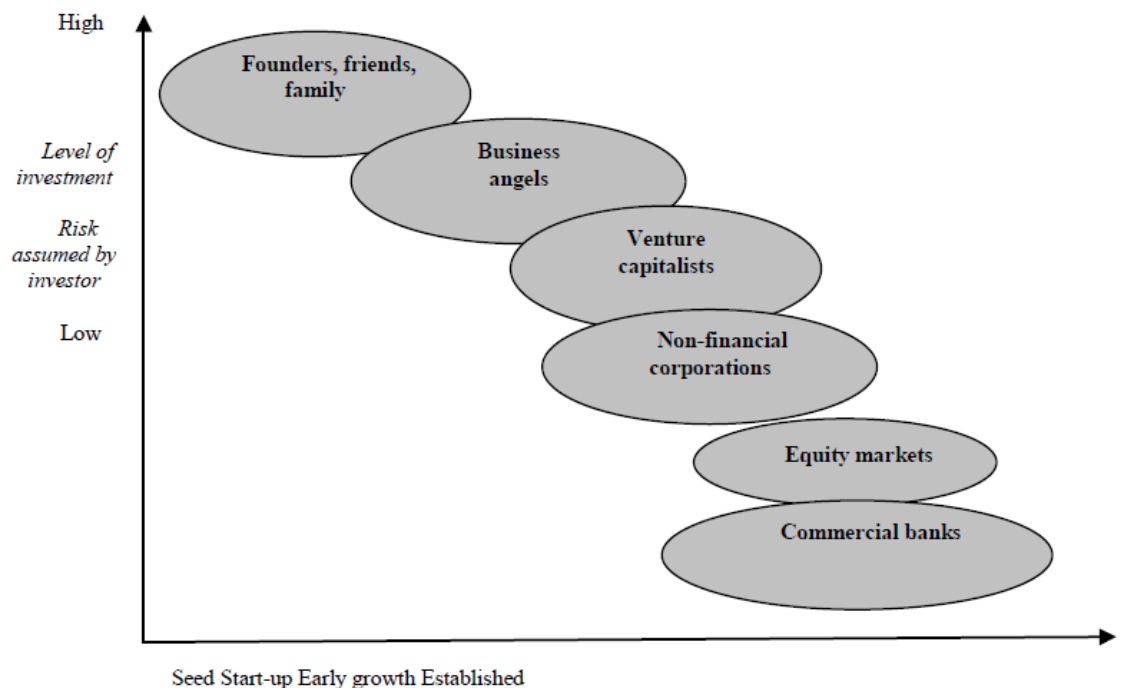 High
Founders, friends,
family
Level of
investment
Business
angels
Risk
assumed by
investor
Venture
capitalists
Low
Non-financial
corporations
Equity markets
Commercial banks
Seed Start-up Early growth Established